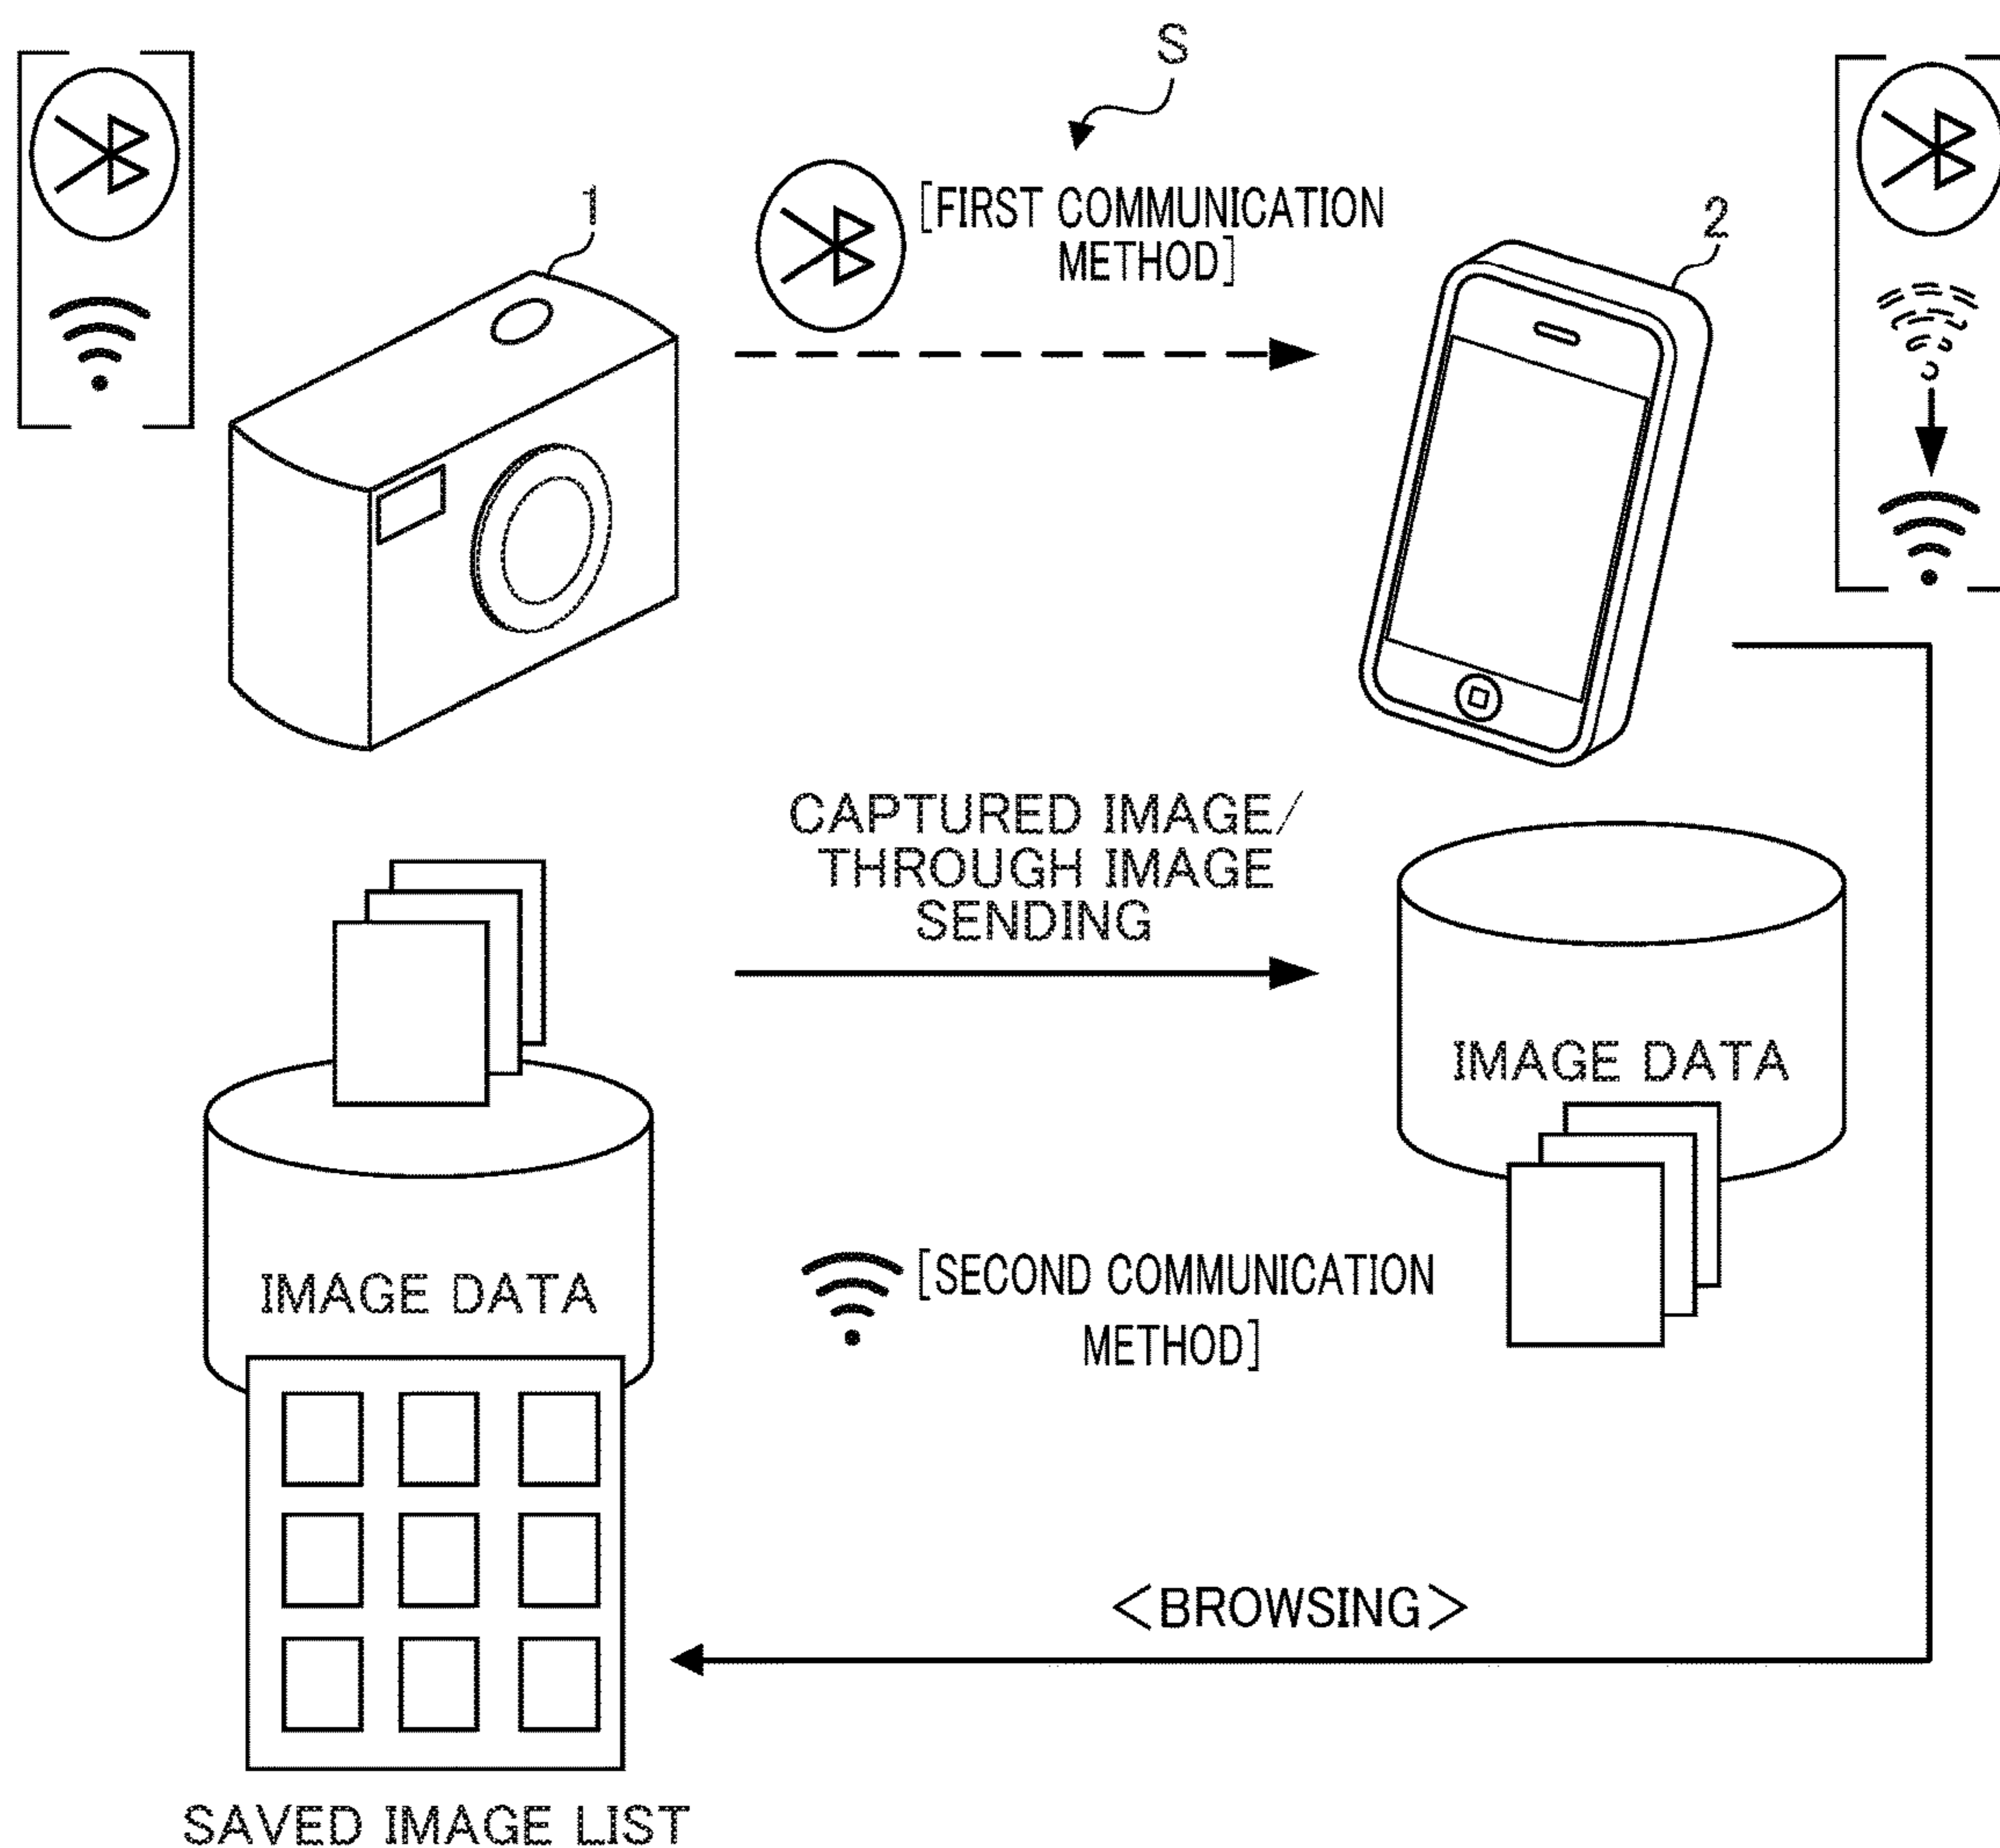 S
1
[FIRST COMMUNICATION
METHOD]
2
CAPTURED IMAGE/
THROUGH IMAGE
SENDING
IMAGE DATA
IMAGE DATA
[SECOND COMMUNICATION
METHOD]
<BROWSING>
SAVED IMAGE LIST